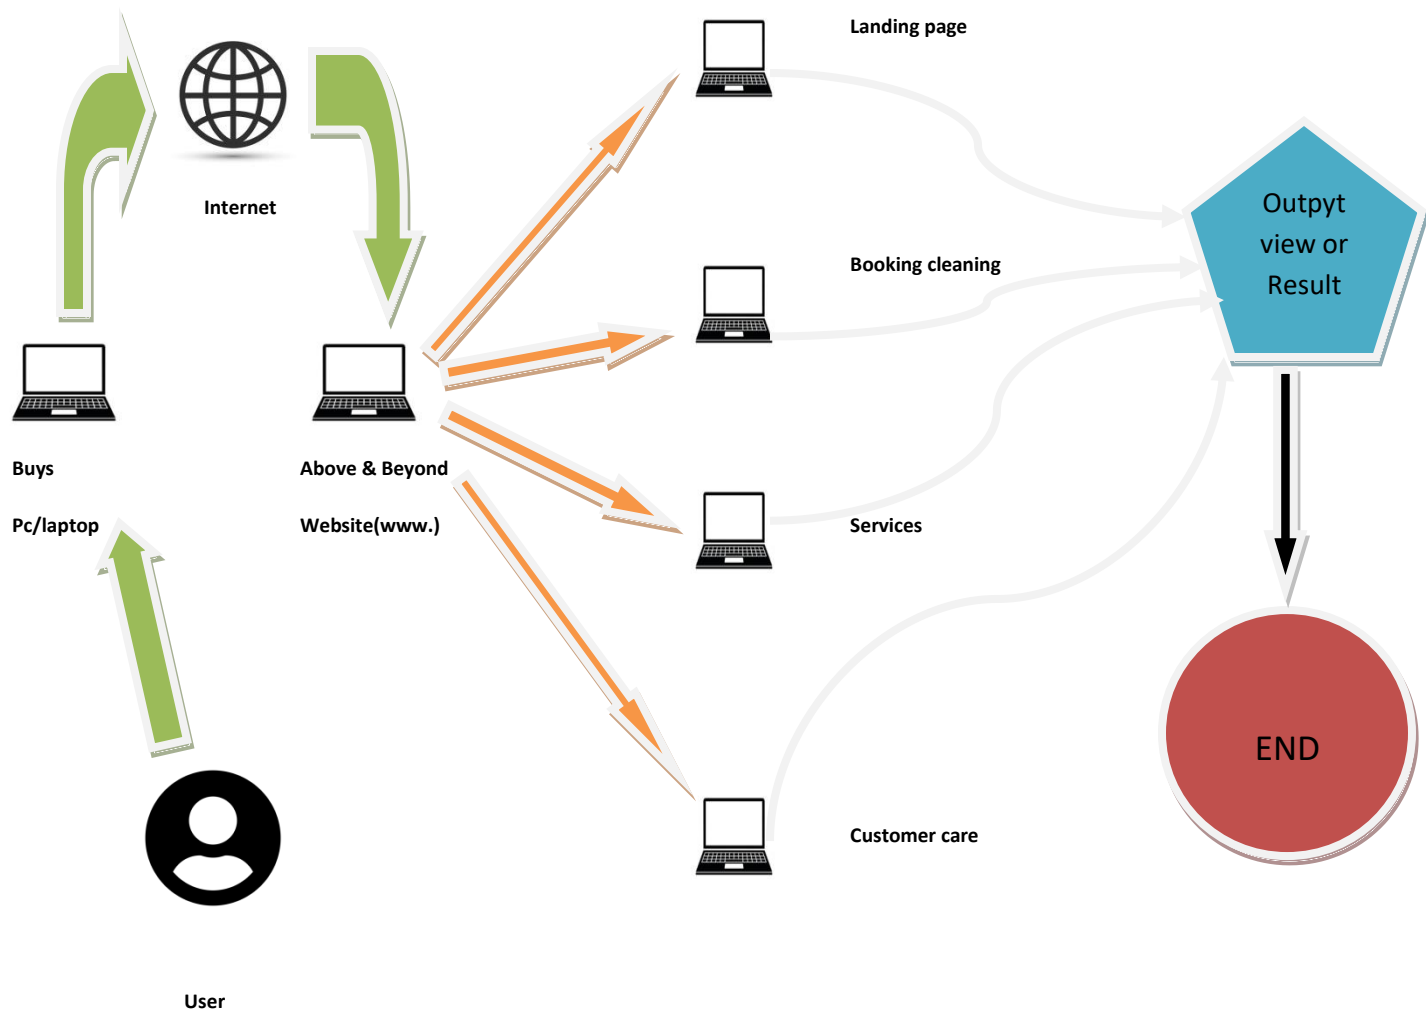 Landing page
Internet
Outpyt
view or
Result
Booking cleaning
Buys
Pc/laptop
Above & Beyond
Website(www.)
Services
END
Customer care
User